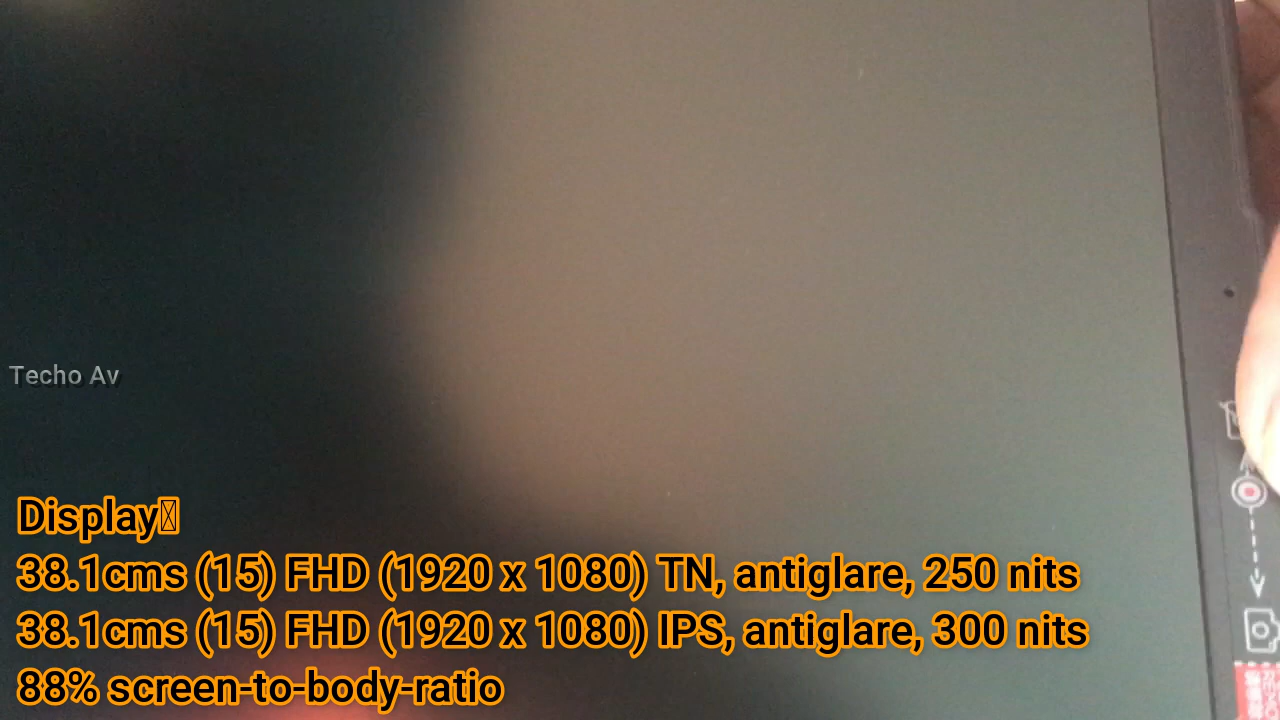 Techo Av
Display
38.1cms (15) FHD (1920 x 1080) TN, antiglare, 250 nits
38.1cms (15) FHD (1920 x 1080) IPS, antiglare, 300 nits
88% screen-to-body-ratio